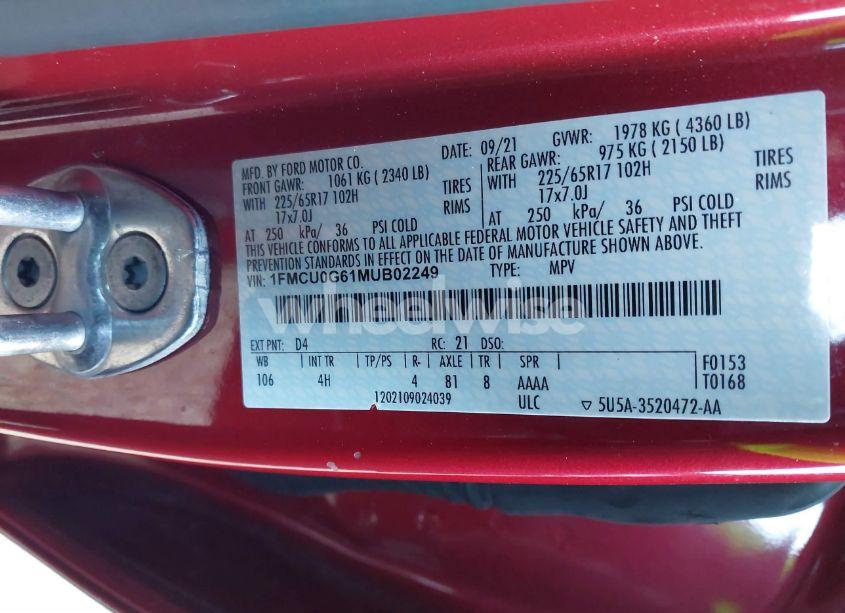 MFD. BY FORD MOTOR CO.
DATE: 09/21 GVWR: 1978 KG ( 4360 LB)
FRONT GAWR: 1061 KG ( 2340 LB) REAR GAWR: 975 KG ( 2150 LB)
WITH 225/65R17 102H TIRES WITH 225/65R17 102H TIRES
17x7.0J RIMS 17x7.0J RIMS
AT 250 kPa/ 36 PSI COLD AT 250 kPa/ 36 PSI COLD
THIS VEHICLE CONFORMS TO ALL APPLICABLE FEDERAL MOTOR VEHICLE SAFETY AND THEFT
PREVENTION STANDARDS IN EFFECT ON THE DATE OF MANUFACTURE SHOWN ABOVE.
VIN: 1FMCU0G61MUB02249 TYPE: MPV
wheelwise
EXT PNT: D4 RC: 21 DSO:
WB INT TR TP/PS R- AXLE TR SPR F0153
106 4H 4 81 8 AAAA T0168
1202109024039 ULC ▽ 5U5A-3520472-AA